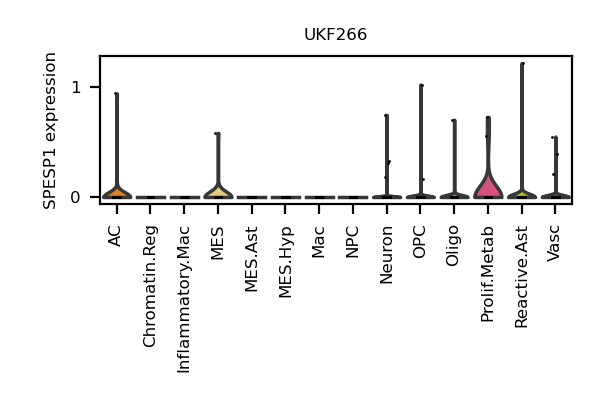 UKF266
SPESP1 expression
1
0
AC
Chromatin.Reg
Inflammatory.Mac
MES
MES.Ast
MES.Hyp
Mac
NPC
Neuron
OPC
Oligo
Prolif.Metab
Reactive.Ast
Vasc